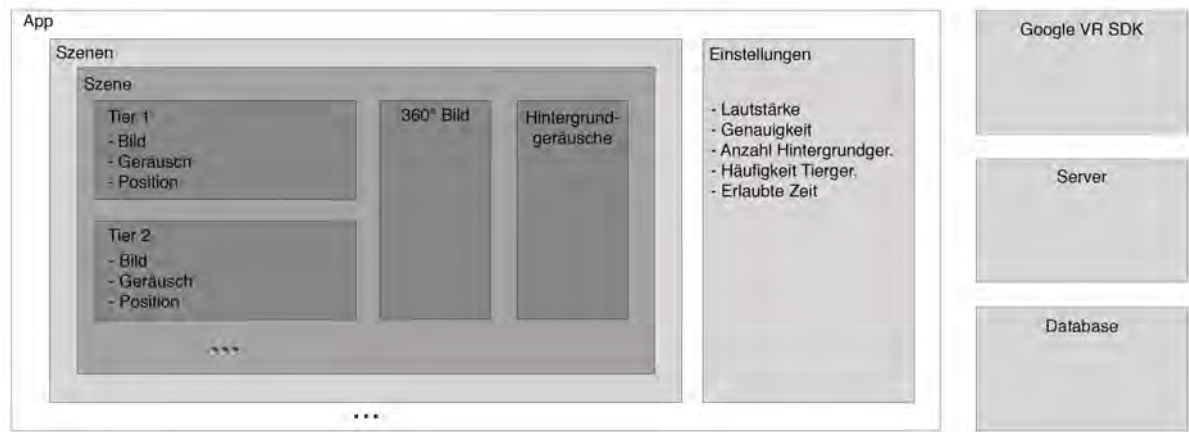 App
Szenen
Szene
Tier 1
- Bild
- Geräusch
- Position
Tier 2
- Bild
- Geräusch
- Position
...
360° Bild
Hintergrund-
geräusche
...
Einstellungen
- Lautstärke
- Genauigkeit
- Anzahl Hintergrundger.
- Häufigkeit Tierger.
- Erlaubte Zeit
Google VR SDK
Server
Database